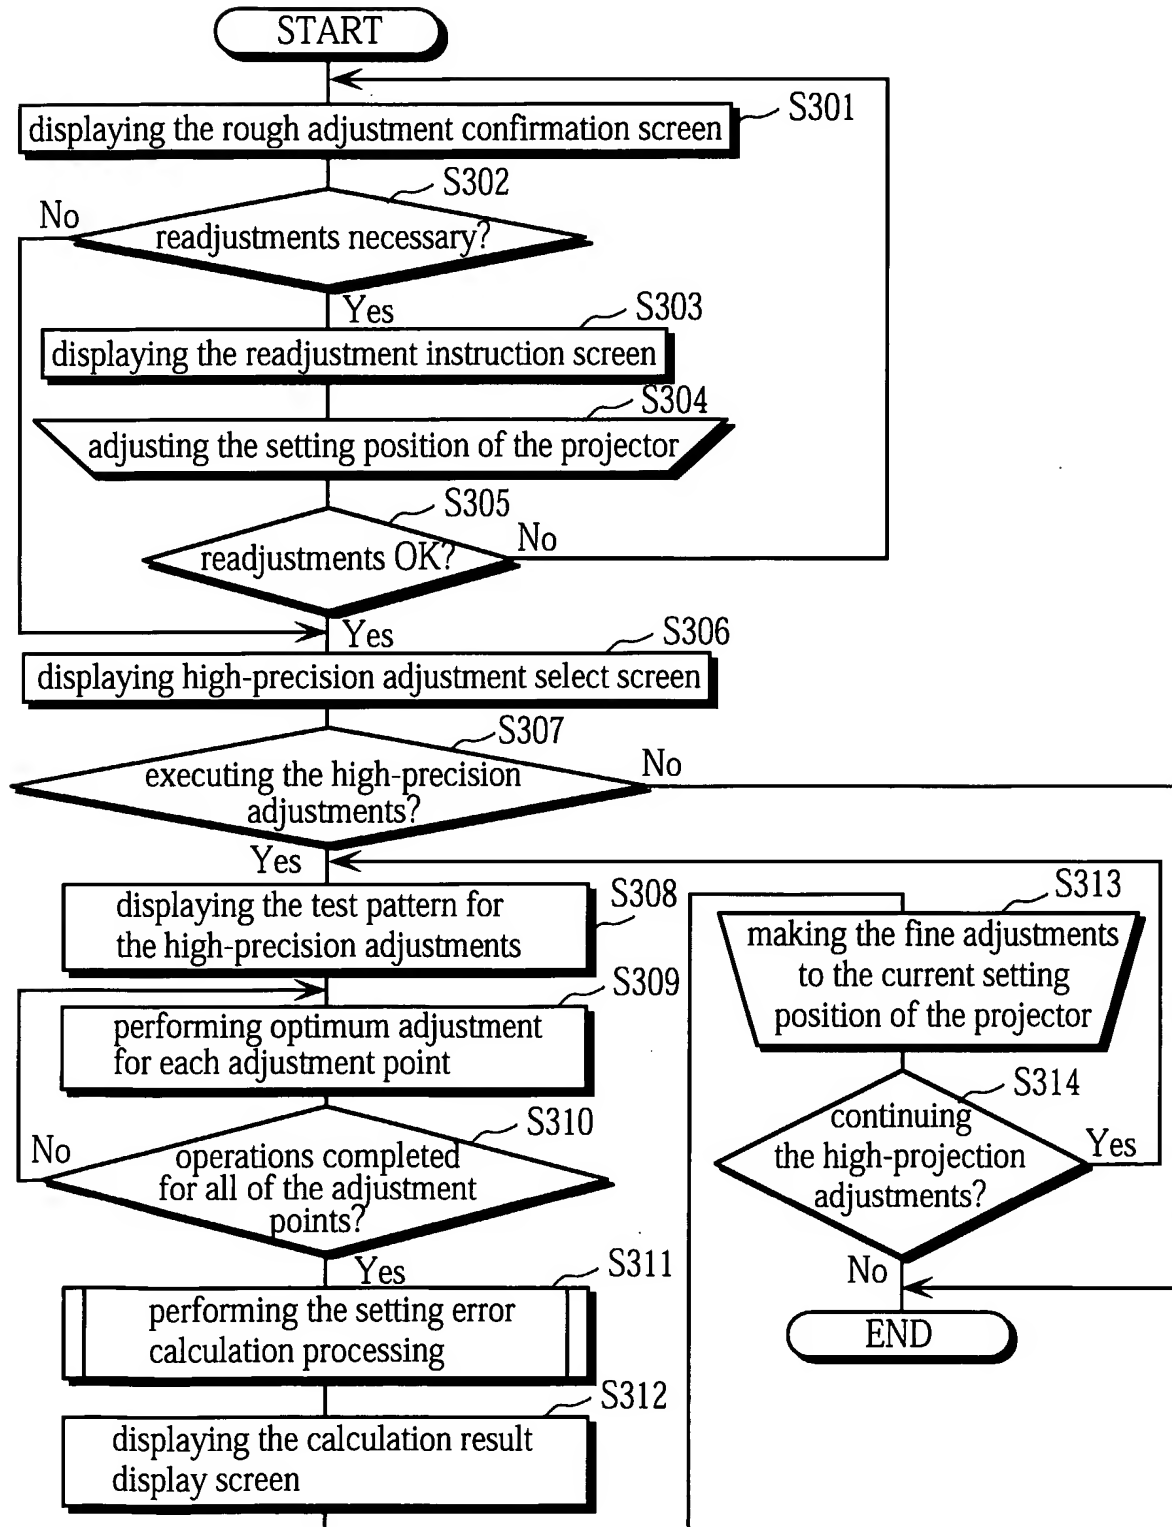 START
S301
displaying the rough adjustment confirmation screen
S302
No
readjustments necessary?
Yes
S303
displaying the readjustment instruction screen
S304
adjusting the setting position of the projector
S305
readjustments OK?
No
Yes
S306
displaying high-precision adjustment select screen
S307
executing the high-precision
adjustments?
No
Yes
S308
displaying the test pattern for
the high-precision adjustments
S309
performing optimum adjustment
for each adjustment point
S310
No
operations completed
for all of the adjustment
points?
Yes
S311
performing the setting error
calculation processing
S312
displaying the calculation result
display screen
S313
making the fine adjustments
to the current setting
position of the projector
S314
continuing
the high-projection
adjustments?
Yes
No
END